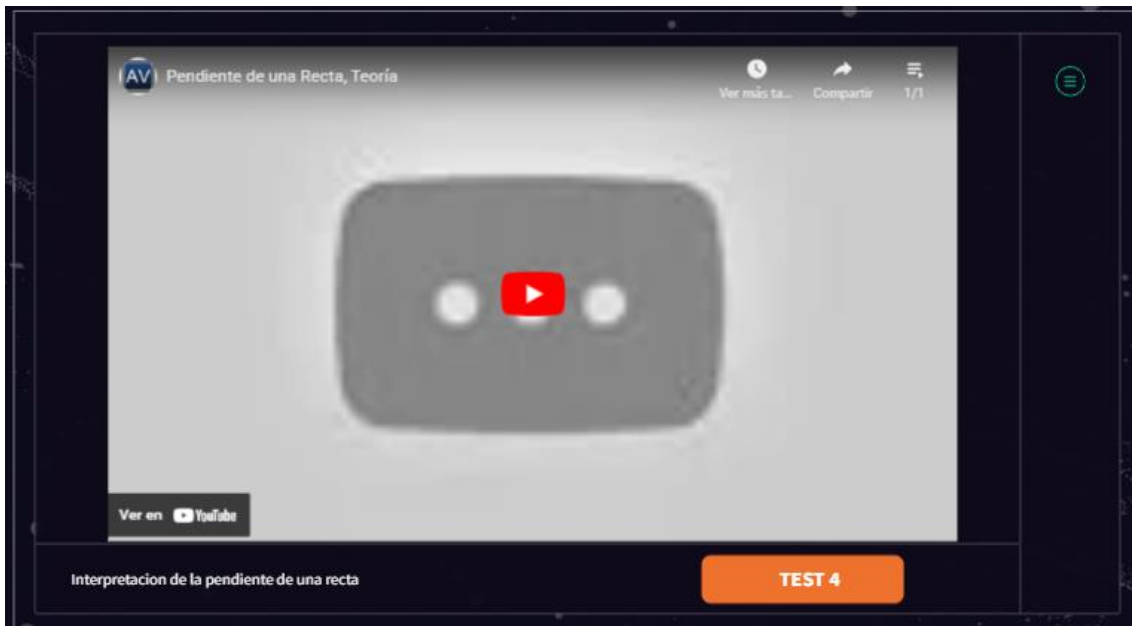 AV Pendiente de una Recta, Teoría
Ver más ta... Compartir 1/1
Ver en YouTube
Interpretacion de la pendiente de una recta
TEST 4